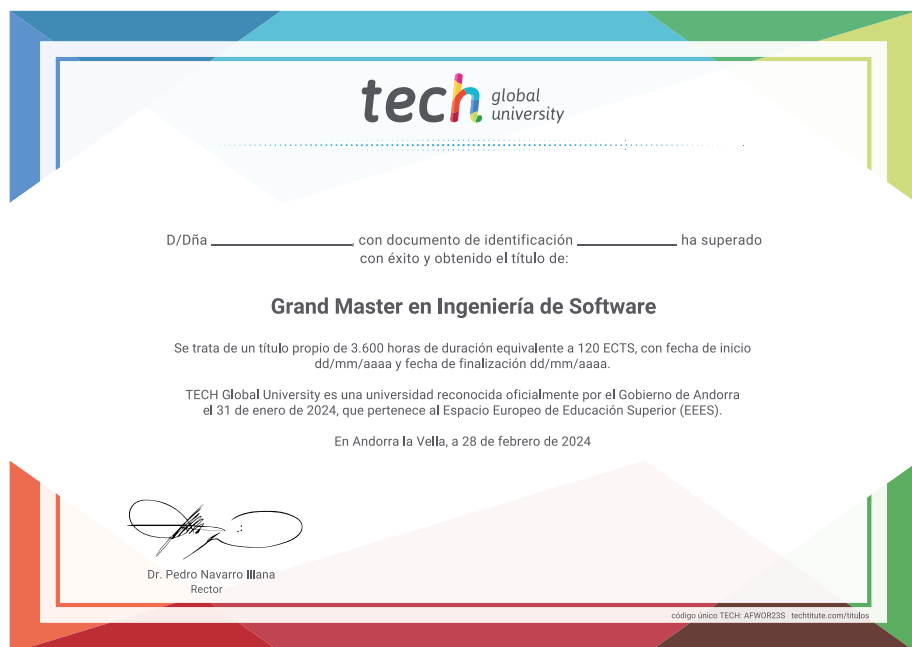 tech global university
D/Dña ____________________, con documento de identificación ______________ ha superado
con éxito y obtenido el título de:
Grand Master en Ingeniería de Software
Se trata de un título propio de 3.600 horas de duración equivalente a 120 ECTS, con fecha de inicio
dd/mm/aaaa y fecha de finalización dd/mm/aaaa.
TECH Global University es una universidad reconocida oficialmente por el Gobierno de Andorra
el 31 de enero de 2024, que pertenece al Espacio Europeo de Educación Superior (EEES).
En Andorra la Vella, a 28 de febrero de 2024
Dr. Pedro Navarro Illana
Rector
código único TECH: AFWOR23S techtitute.com/titulos